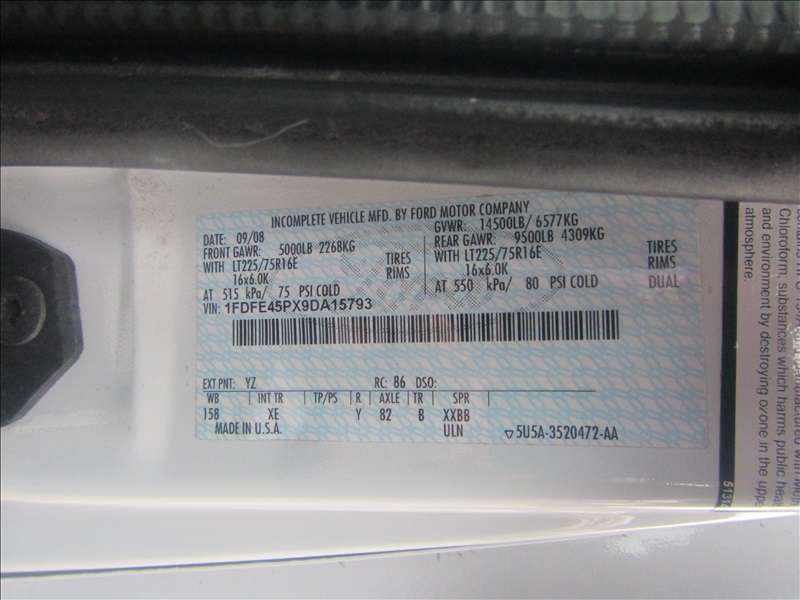 INCOMPLETE VEHICLE MFD. BY FORD MOTOR COMPANY
DATE: 09/08
GVWR: 14500LB/ 6577KG
FRONT GAWR: 5000LB 2268KG
REAR GAWR: 9500LB 4309KG
WITH LT225/75R16E TIRES
WITH LT225/75R16E TIRES
16x6.0K RIMS
16x6.0K RIMS
AT 515 kPa/ 75 PSI COLD
AT 550 kPa/ 80 PSI COLD DUAL
VIN: 1FDFE45PX9DA15793
EXT PNT: YZ RC: 86 DSO:
WB INT TR TP/PS R AXLE TR SPR
158 XE Y 82 B XXBB
MADE IN U.S.A. ULN ▽5U5A-3520472-AA
manufactured with
Chloroform, substances which harms public
and environment by destroying ozone in the
atmosphere.